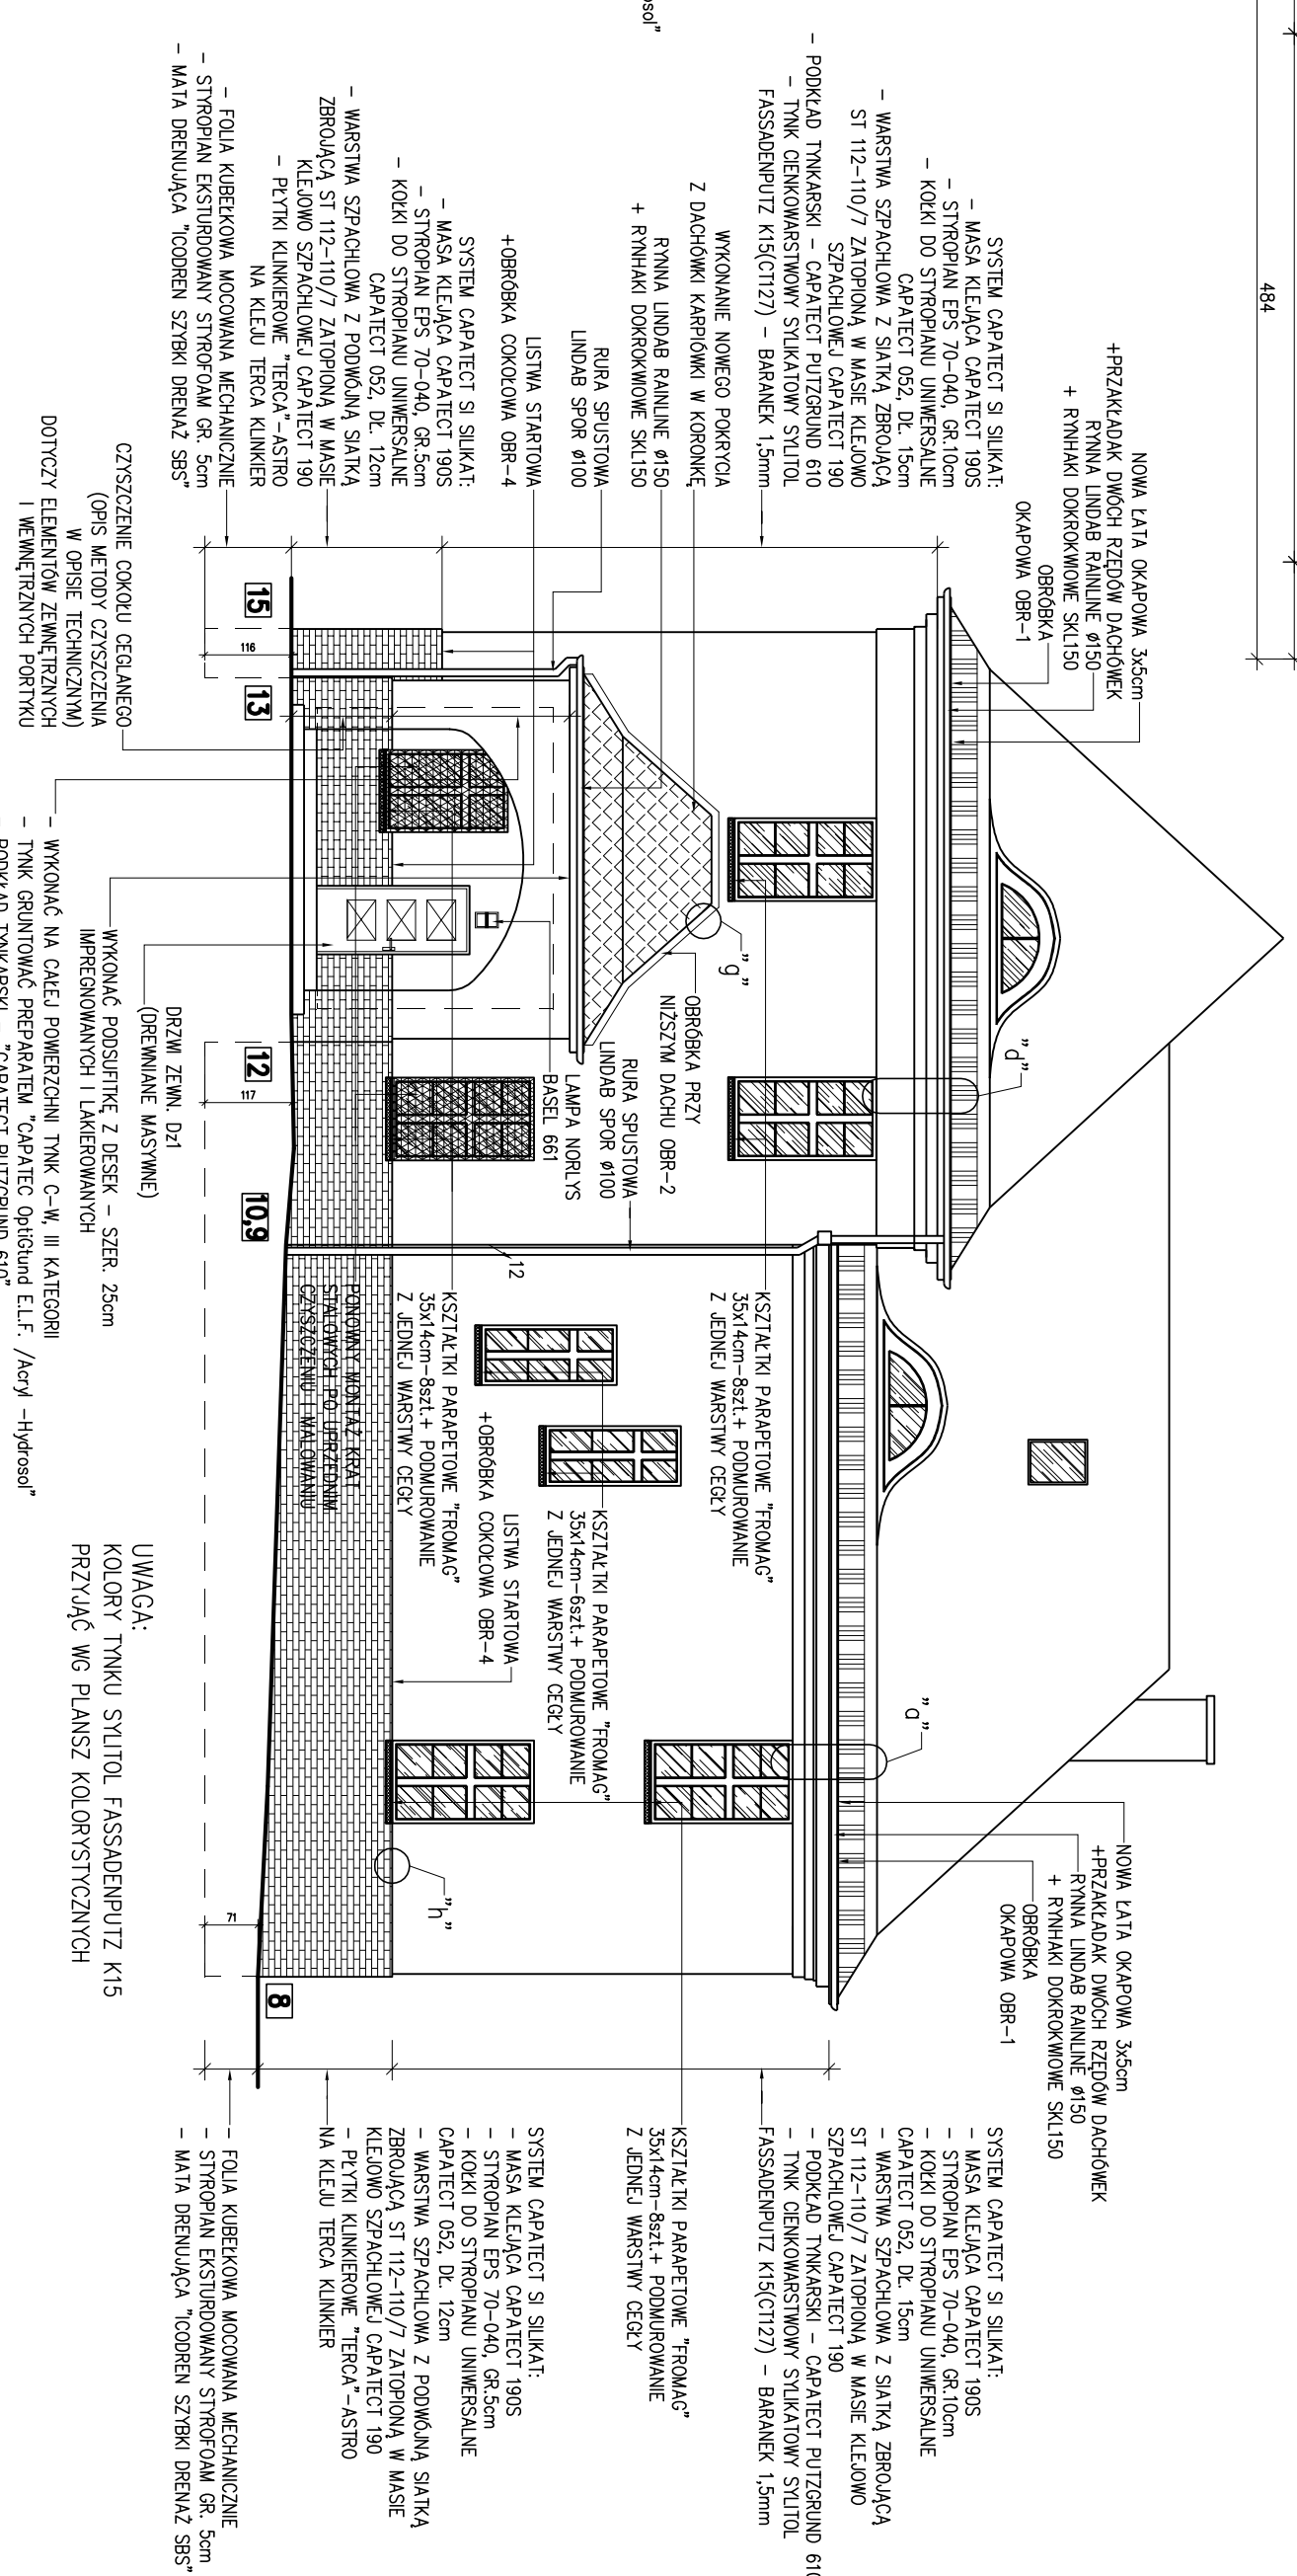 484
NOWA ŁATA OKAPOWA 3x5cm
+PRZAKŁADAK DWÓCH RZĘDÓW DACHÓWEK
RYNNA LINDAB RAINLINE ø150
+ RYNHAKI DOKROKWIOWE SKL150
OBRÓBKA
OKAPOWA OBR-1
SYSTEM CAPATECT SI SILIKAT:
- MASA KLEJĄCA CAPATECT 190S
- STYROPIAN EPS 70-040, GR.10cm
- KOŁKI DO STYROPIANU UNIWERSALNE
CAPATECT 052, DŁ. 15cm
- WARSTWA SZPACHLOWA Z SIATKĄ ZBROJĄCĄ
ST 112-110/7 ZATOPIONĄ W MASIE KLEJOWO
SZPACHLOWEJ CAPATECT 190
- PODKŁAD TYNKARSKI - CAPATECT PUTZGRUND 610
- TYNK CIENKOWARSTWOWY SYLIKATOWY SYLITOL
FASSADENPUTZ K15(CT127) - BARANEK 1,5mm
WYKONANIE NOWEGO POKRYCIA
Z DACHÓWKI KARPIÓWKI W KORONKĘ
RYNNA LINDAB RAINLINE ø150
+ RYNHAKI DOKROKWIOWE SKL150
RURA SPUSTOWA
LINDAB SPOR ø100
LISTWA STARTOWA
+OBRÓBKA COKOŁOWA OBR-4
SYSTEM CAPATECT SI SILIKAT:
- MASA KLEJĄCA CAPATECT 190S
- STYROPIAN EPS 70-040, GR.5cm
- KOŁKI DO STYROPIANU UNIWERSALNE
CAPATECT 052, DŁ. 12cm
- WARSTWA SZPACHLOWA Z PODWÓJNĄ SIATKĄ
ZBROJĄCĄ ST 112-110/7 ZATOPIONĄ W MASIE
KLEJOWO SZPACHLOWEJ CAPATECT 190
- PŁYTKI KLINKIEROWE "TERCA"-ASTRO
NA KLEJU TERCA KLINKIER
- FOLIA KUBEŁKOWA MOCOWANA MECHANICZNIE
- STYROPIAN EKSTURDOWANY STYROFOAM GR. 5cm
- MATA DRENUJĄCA "ICODREN SZYBKI DRENAŻ SBS"
"d"
"g"
OBRÓBKA PRZY
NIŻSZYM DACHU OBR-2
RURA SPUSTOWA
LINDAB SPOR ø100
LAMPA NORLYS
BASEL 661
KSZTAŁTKI PARAPETOWE "FROMAG"
35x14cm-8szt.+ PODMUROWANIE
Z JEDNEJ WARSTWY CEGŁY
12
KSZTAŁTKI PARAPETOWE "FROMAG"
35x14cm-8szt.+ PODMUROWANIE
Z JEDNEJ WARSTWY CEGŁY
PONOWNY MONTAŻ KRAT
STALOWYCH PO UPRZEDNIM
CZYSZCZENIU I MALOWANIU
KSZTAŁTKI PARAPETOWE "FROMAG"
35x14cm-6szt.+ PODMUROWANIE
Z JEDNEJ WARSTWY CEGŁY
LISTWA STARTOWA
+OBRÓBKA COKOŁOWA OBR-4
"a"
"h"
15
116
13
12
117
10,9
71
8
CZYSZCZENIE COKOŁU CEGLANEGO
(OPIS METODY CZYSZCZENIA
W OPISIE TECHNICZNYM)
DOTYCZY ELEMENTÓW ZEWNĘTRZNYCH
I WEWNĘTRZNYCH PORTYKU
DRZWI ZEWN. Dz1
(DREWNIANE MASYWNE)
WYKONAĆ PODSUFITKĘ Z DESEK - SZER. 25cm
IMPREGNOWANYCH I LAKIEROWANYCH
- WYKONAĆ NA CAŁEJ POWIERZCHNI TYNK C-W, III KATEGORII
- TYNK GRUNTOWAĆ PREPARATEM "CAPATEC OptiGtund E.L.F. /Acryl -Hydrosol"
UWAGA:
KOLORY TYNKU SYLITOL FASSADENPUTZ K15
PRZYJĄĆ WG PLANSZ KOLORYSTYCZNYCH
NOWA ŁATA OKAPOWA 3x5cm
+PRZAKŁADAK DWÓCH RZĘDÓW DACHÓWEK
RYNNA LINDAB RAINLINE ø150
+ RYNHAKI DOKROKWIOWE SKL150
OBRÓBKA
OKAPOWA OBR-1
SYSTEM CAPATECT SI SILIKAT:
- MASA KLEJĄCA CAPATECT 190S
- STYROPIAN EPS 70-040, GR.10cm
- KOŁKI DO STYROPIANU UNIWERSALNE
CAPATECT 052, DŁ. 15cm
- WARSTWA SZPACHLOWA Z SIATKĄ ZBROJĄCĄ
ST 112-110/7 ZATOPIONĄ W MASIE KLEJOWO
SZPACHLOWEJ CAPATECT 190
- PODKŁAD TYNKARSKI - CAPATECT PUTZGRUND 610
- TYNK CIENKOWARSTWOWY SYLIKATOWY SYLITOL
FASSADENPUTZ K15(CT127) - BARANEK 1,5mm
KSZTAŁTKI PARAPETOWE "FROMAG"
35x14cm-8szt.+ PODMUROWANIE
Z JEDNEJ WARSTWY CEGŁY
SYSTEM CAPATECT SI SILIKAT:
- MASA KLEJĄCA CAPATECT 190S
- STYROPIAN EPS 70-040, GR.5cm
- KOŁKI DO STYROPIANU UNIWERSALNE
CAPATECT 052, DŁ. 12cm
- WARSTWA SZPACHLOWA Z PODWÓJNĄ SIATKĄ
ZBROJĄCĄ ST 112-110/7 ZATOPIONĄ W MASIE
KLEJOWO SZPACHLOWEJ CAPATECT 190
- PŁYTKI KLINKIEROWE "TERCA"-ASTRO
NA KLEJU TERCA KLINKIER
- FOLIA KUBEŁKOWA MOCOWANA MECHANICZNIE
- STYROPIAN EKSTURDOWANY STYROFOAM GR. 5cm
- MATA DRENUJĄCA "ICODREN SZYBKI DRENAŻ SBS"